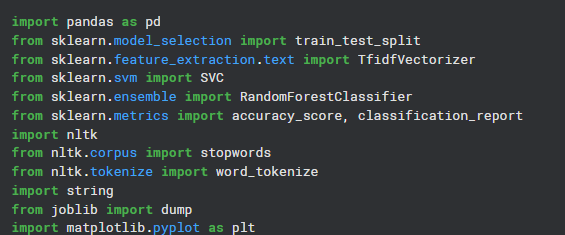 import pandas as pd
from sklearn.model_selection import train_test_split
from sklearn.feature_extraction.text import TfidfVectorizer
from sklearn.svm import SVC
from sklearn.ensemble import RandomForestClassifier
from sklearn.metrics import accuracy_score, classification_report
import nltk
from nltk.corpus import stopwords
from nltk.tokenize import word_tokenize
import string
from joblib import dump
import matplotlib.pyplot as plt